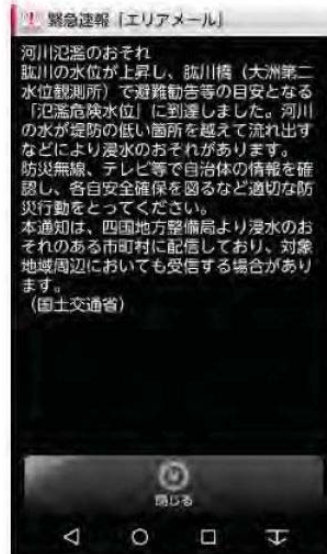 緊急速報「エリアメール」
河川氾濫のおそれ
肱川の水位が上昇し、肱川橋（大洲第二
水位観測所）で避難勧告等の目安となる
「氾濫危険水位」に到達しました。河川
の水が堤防の低い箇所を越えて流れ出す
などにより浸水のおそれがあります。
防災無線、テレビ等で自治体の情報を確
認し、各自安全確保を図るなど適切な防
災行動をとってください。
本通知は、四国地方整備局より浸水のお
それのある市町村に配信しており、対象
地域周辺においても受信する場合があり
ます。
（国土交通省）
閉じる